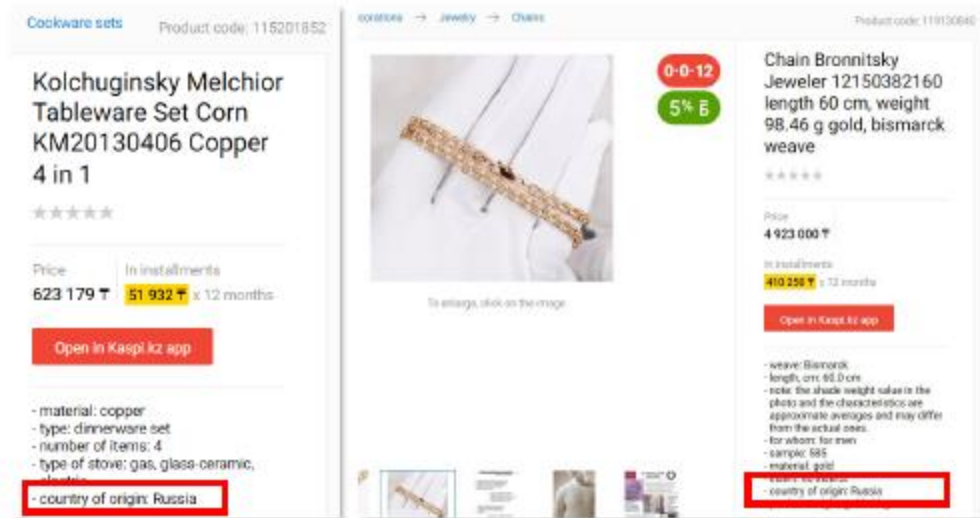 Cookware sets
Product code: 115201852
Kolchuginsky Melchior
Tableware Set Corn
KM20130406 Copper
4 in 1
Price
In installments
623 179 ₸
51 932 ₸ x 12 months
Open in Kaspi.kz app
- material: copper
- type: dinnerware set
- number of items: 4
- type of stove: gas, glass-ceramic,
- country of origin: Russia
→ Jewelry → Chains
Product code:
0-0-12
5% Б
To enlarge, click on the image
Chain Bronnitsky
Jeweler 12150382160
length 60 cm, weight
98.46 g gold, bismarck
weave
Price
4 923 000 ₸
In installments
410 250 ₸ x 12 months
Open in Kaspi.kz app
- weave: Bismarck
- length, cm: 60.0 cm
- note: the shade weight value in the
photo and the characteristics are
approximate averages and may differ
from the actual ones.
- for whom: for men
- sample: 585
- material: gold
- country of origin: Russia